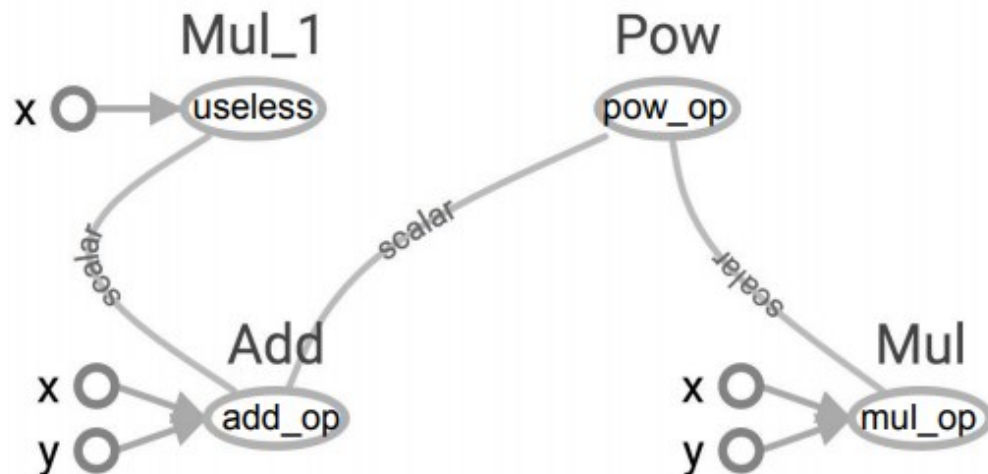 Mul_1
Pow
x
useless
pow_op
scalar
scalar
scalar
Add
Mul
x
x
add_op
mul_op
y
y